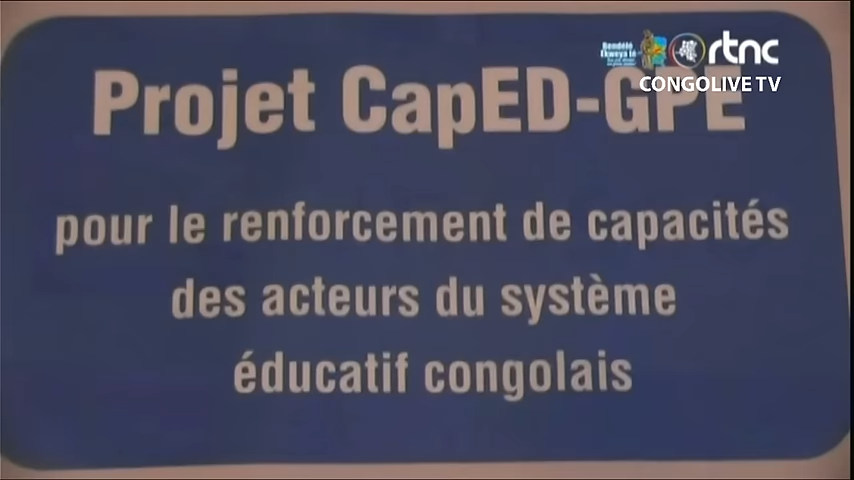 rtnc
CONGOLIVE TV
Projet CapED-GPE
pour le renforcement de capacités
des acteurs du système
éducatif congolais